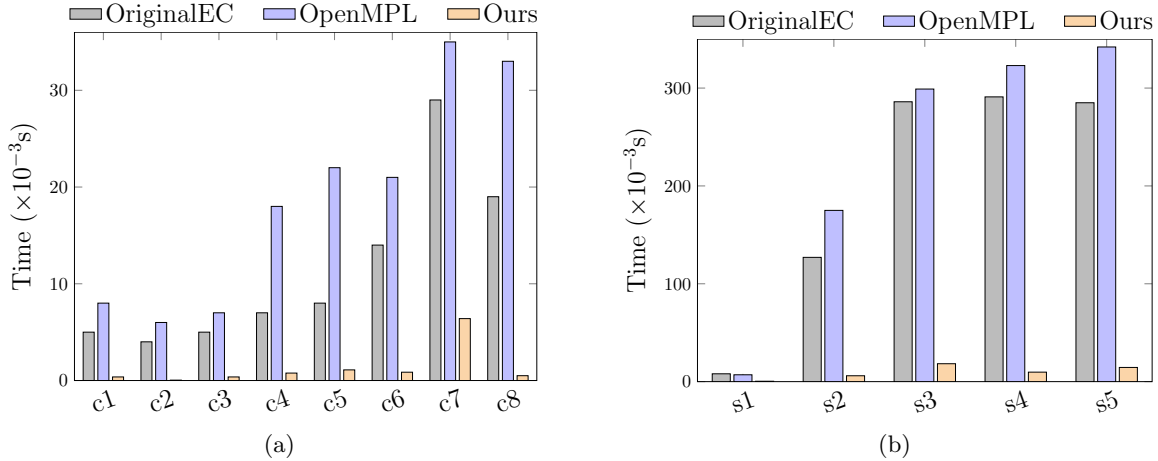 OriginalEC OpenMPL Ours
30
20
10
0
Time (×10⁻³s)
c1 c2 c3 c4 c5 c6 c7 c8
(a)
OriginalEC OpenMPL Ours
300
200
100
0
Time (×10⁻³s)
s1 s2 s3 s4 s5
(b)